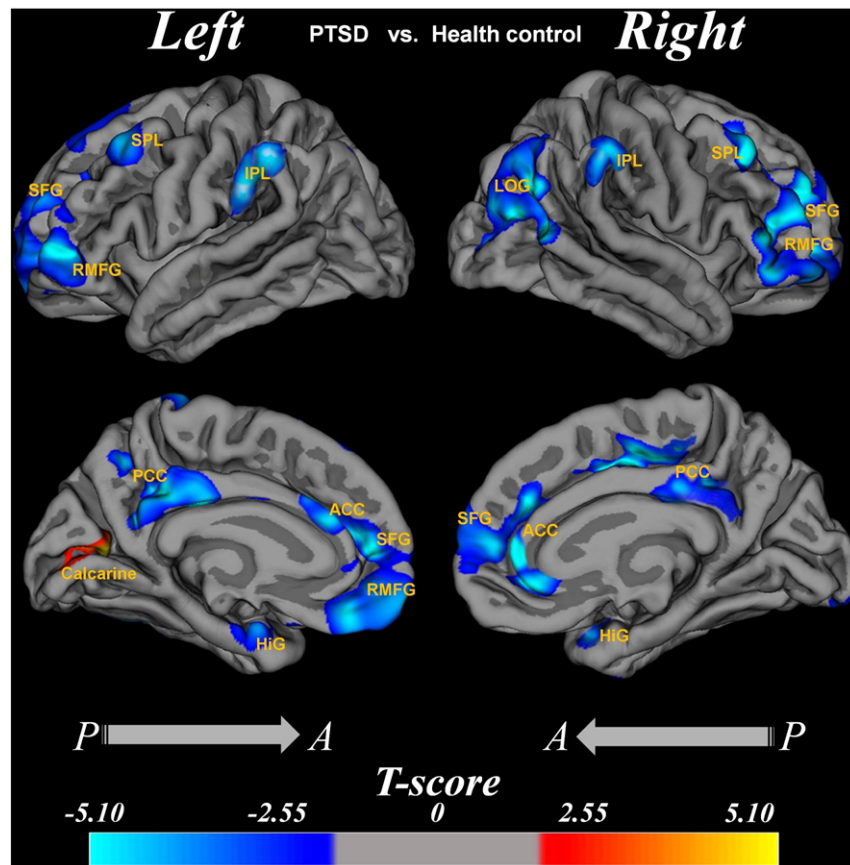 Left PTSD vs. Health control Right
SPL
IPL
SFG
RMFG
LOG
IPL
SPL
SFG
RMFG
PCC
ACC
SFG
RMFG
Calcarine
HiG
PCC
SFG
ACC
HiG
P A
A P
T-score
-5.10 -2.55 0 2.55 5.10